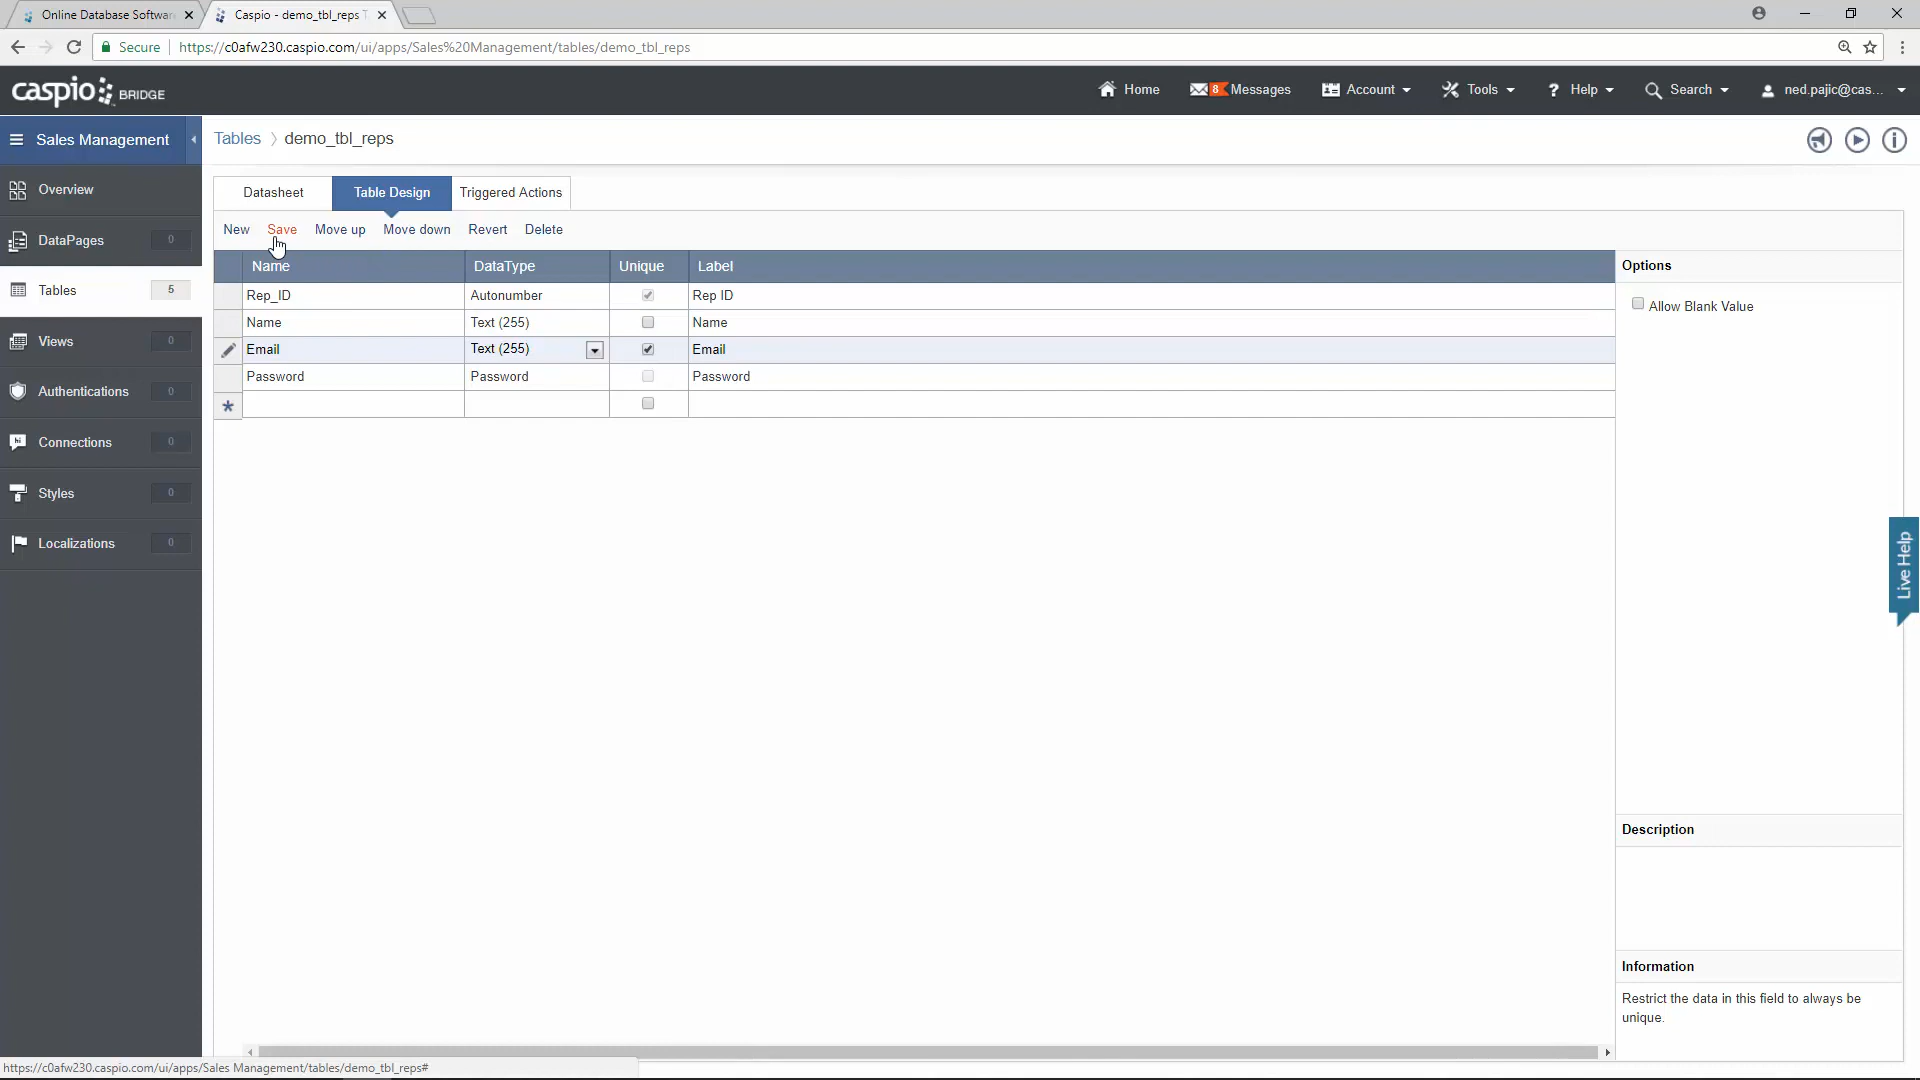 Online Database Softwar
Caspio - demo_tbl_reps T
Secure
https://c0afw230.caspio.com/ui/apps/Sales%20Management/tables/demo_tbl_reps
caspio BRIDGE
Home
8 Messages
Account
Tools
? Help
Search
ned.pajic@cas...
Sales Management
Tables
demo_tbl_reps
Overview
DataPages 0
Tables 5
Views 0
Authentications 0
Connections 0
Styles 0
Localizations 0
Datasheet
Table Design
Triggered Actions
New
Save
Move up
Move down
Revert
Delete
Name DataType Unique Label
Rep_ID Autonumber Rep ID
Name Text (255) Name
Email Text (255) Email
Password Password Password
*
Options
Allow Blank Value
Live Help
Description
Information
Restrict the data in this field to always be
unique.
https://c0afw230.caspio.com/ui/apps/Sales Management/tables/demo_tbl_reps#